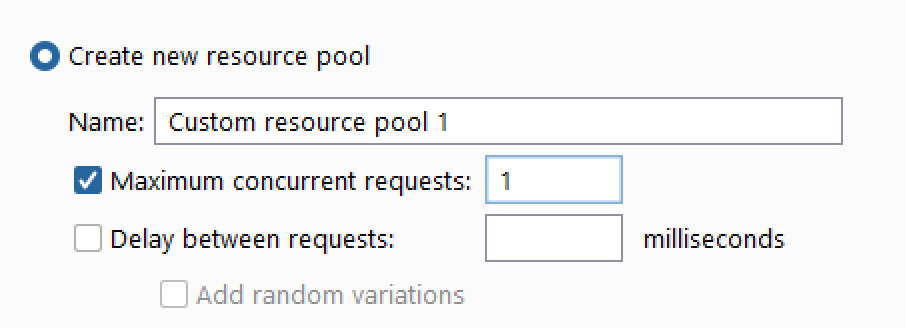 Create new resource pool
Name: Custom resource pool 1
Maximum concurrent requests: 1
Delay between requests: milliseconds
Add random variations